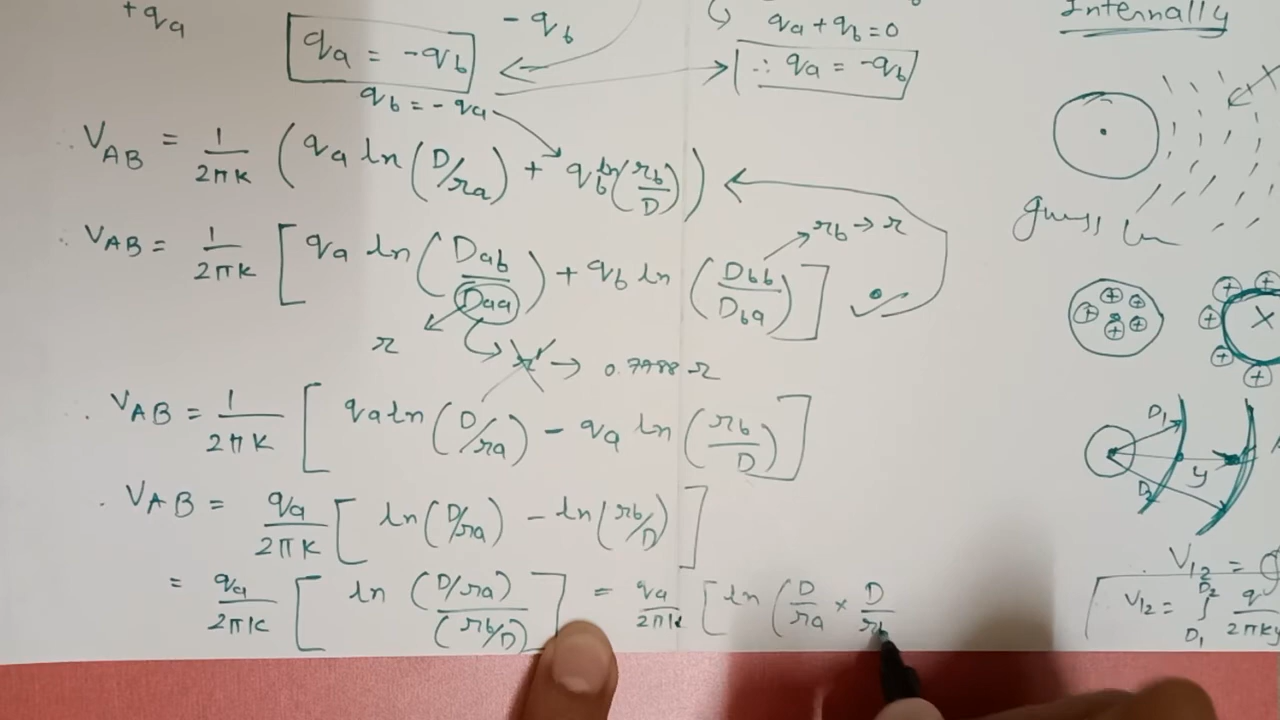 +qa
- qb
qa + qb = 0
Internally
qa = -qb
∴ qa = -qb
qb = - qa
∴ VAB = 1/2πK ( qa ln (D/ra) + qb ln (rb/D) )
∴ VAB = 1/2πK [ qa ln (Dab/Daa) + qb ln (Dbb/Dba) ]
rb → r
r
r' → 0.7788 r
∴ VAB = 1/2πK [ qa ln (D/ra) - qa ln (rb/D) ]
∴ VAB = qa/2πK [ ln (D/ra) - ln (rb/D) ]
= qa/2πK [ ln (D/ra)/(rb/D) ] = qa/2πK [ ln ( D/ra × D/rb
+ + + + +
+ + + + + X
D1
y
D2
∴ V12 =
V12 = ∫ D1 D2 q/2πKy